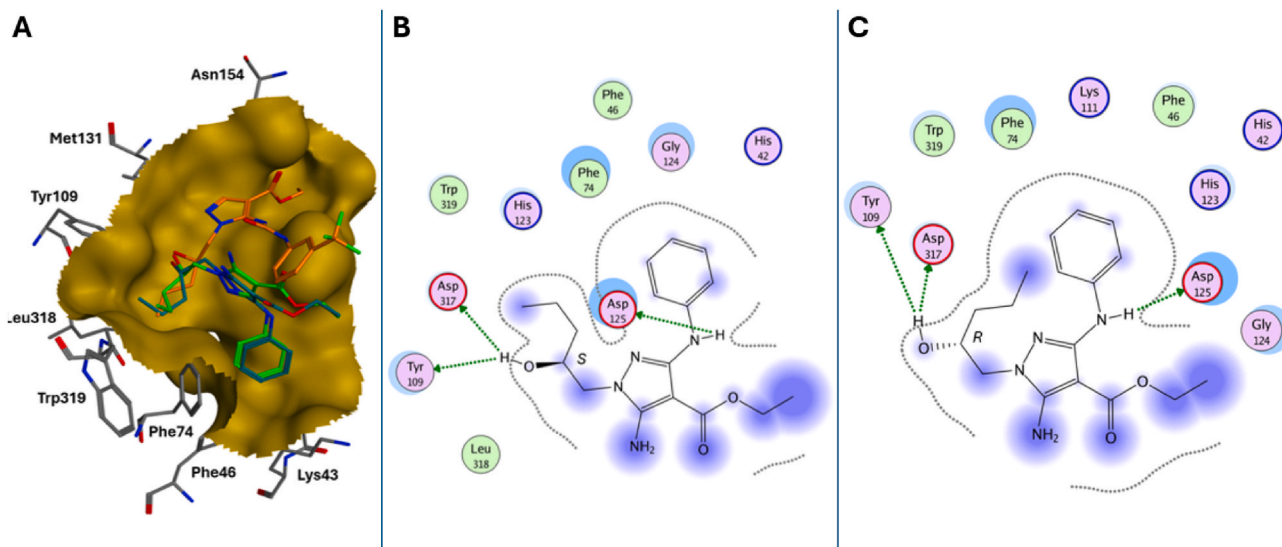 A
Asn154
Met131
Tyr109
Leu318
Trp319
Phe74
Phe46
Lys43
B
Phe
46
Gly
124
His
42
Phe
74
Trp
319
His
123
Asp
317
Asp
125
Tyr
109
Leu
318
S
H
O
N
H
N
N
NH₂
O
O
C
Lys
111
Phe
46
Trp
319
Phe
74
His
42
His
123
Tyr
109
Asp
317
Asp
125
Gly
124
H
O
R
N
H
N
N
NH₂
O
O